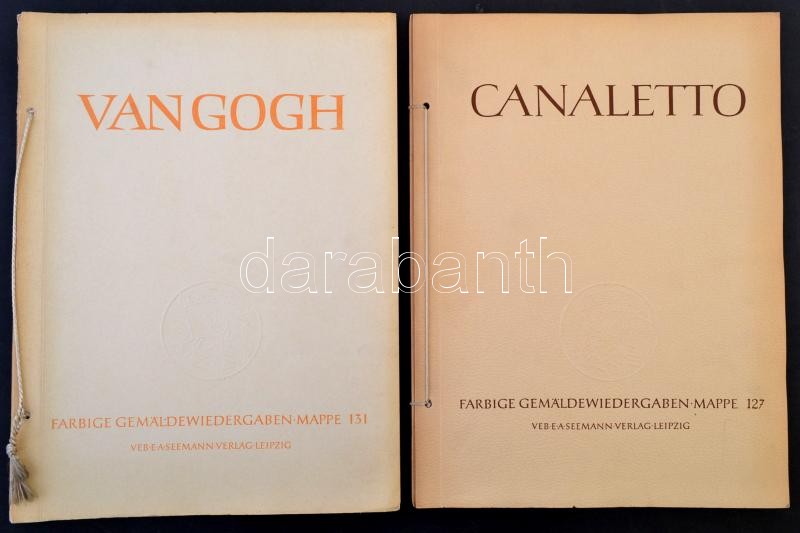 VAN GOGH
FARBIGE GEMÄLDEWIEDERGABEN·MAPPE 131
VEB·E·A·SEEMANN·VERLAG·LEIPZIG
CANALETTO
FARBIGE GEMÄLDEWIEDERGABEN·MAPPE 127
VEB·E·A·SEEMANN·VERLAG·LEIPZIG
darabanth